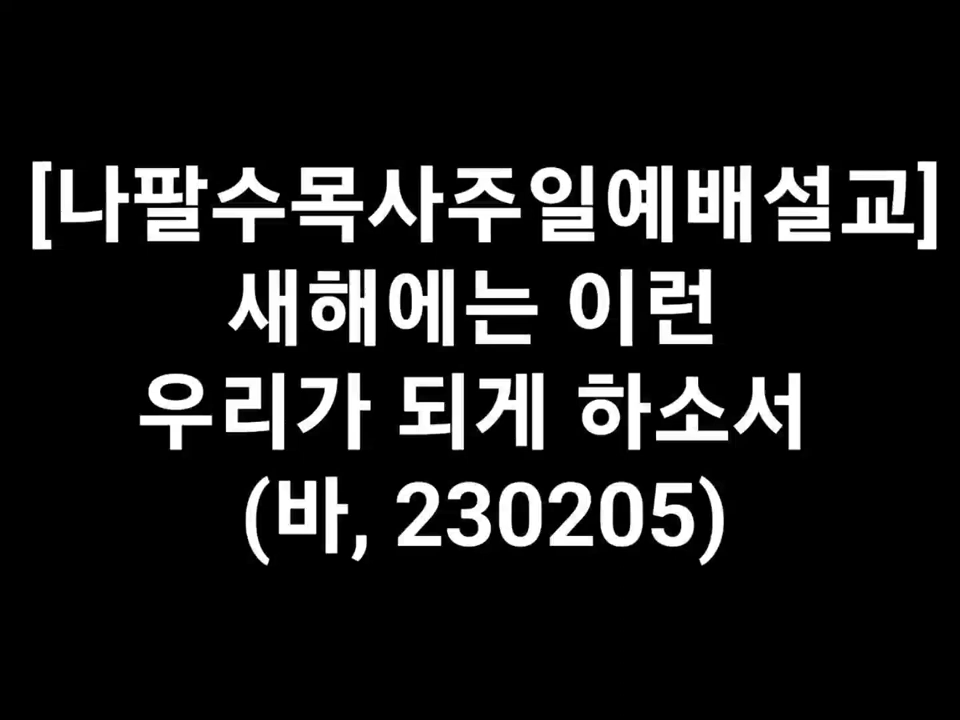 [나팔수목사주일예배설교]
새해에는 이런
우리가 되게 하소서
(바, 230205)